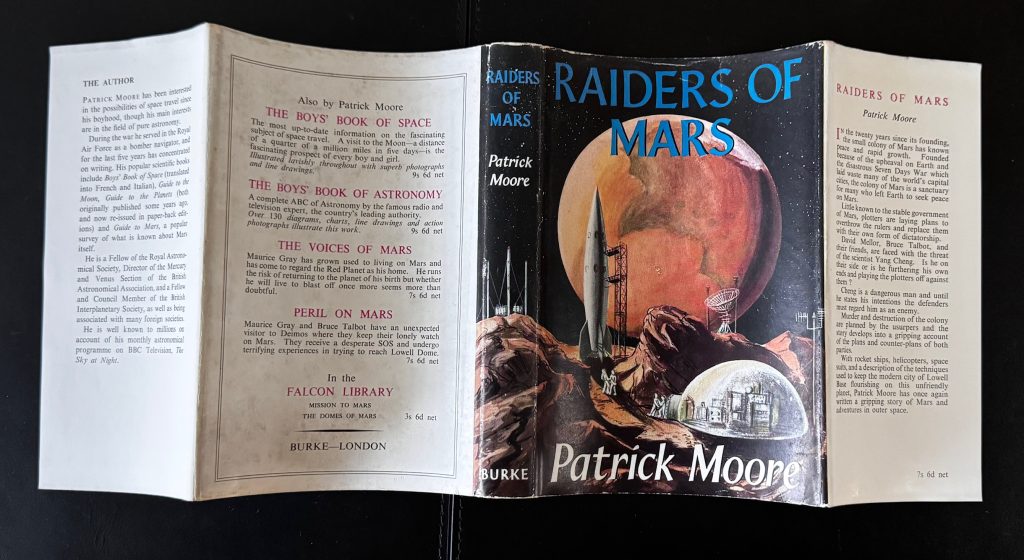 THE AUTHOR
PATRICK MOORE has been interested
in the possibilities of space travel since
his boyhood, though his main interests
are in the field of pure astronomy.
During the war he served in the Royal
Air Force as a bomber navigator, and
for the last five years has concentrated
on writing. His popular scientific books
include Boys' Book of Space (translated
into French and Italian), Guide to the
Moon, Guide to the Planets (both
originally published some years ago,
and now re-issued in paper-back edit-
ions) and Guide to Mars, a popular
survey of what is known about Mars
itself.
He is a Fellow of the Royal Astrono-
mical Society, Director of the Mercury
and Venus Section of the British
Astronomical Association, and a Fellow
and Council Member of the British
Interplanetary Society, as well as being
associated with many foreign societies.
He is well known to millions on
account of his monthly astronomical
programme on BBC Television, The
Sky at Night.
Also by Patrick Moore
THE BOYS' BOOK OF SPACE
The most up-to-date information on the fascinating
subject of space travel. A visit to the Moon—a distance
of a quarter of a million miles in five days—is the
fascinating prospect of every boy and girl.
Illustrated lavishly throughout with superb photographs
and line drawings. 9s 6d net
THE BOYS' BOOK OF ASTRONOMY
A complete ABC of Astronomy by the famous radio and
television expert, the country's leading authority.
Over 130 diagrams, charts, line drawings and action
photographs illustrate this work. 9s 6d net
THE VOICES OF MARS
Maurice Gray has grown used to living on Mars and
has come to regard the Red Planet as his home. He runs
the risk of returning to the planet of his birth but whether
he will live to blast off once more seems more than
doubtful. 7s 6d net
PERIL ON MARS
Maurice Gray and Bruce Talbot have an unexpected
visitor to Deimos where they keep their lonely watch
on Mars. They receive a desperate SOS and undergo
terrifying experiences in trying to reach Lowell Dome.
7s 6d net
In the
FALCON LIBRARY
MISSION TO MARS
THE DOMES OF MARS 3s 6d net
BURKE—LONDON
RAIDERS
OF
MARS
Patrick
Moore
BURKE
RAIDERS OF
MARS
Patrick Moore
RAIDERS OF MARS
Patrick Moore
IN the twenty years since its founding,
the small colony of Mars has known
peace and rapid growth. Founded
because of the upheaval on Earth and
the disastrous Seven Days War which
laid waste many of the world's capital
cities, the colony of Mars is a sanctuary
for many who left Earth to seek peace
on Mars.
Little known to the stable government
of Mars, plotters are laying plans to
overthrow the rulers and replace them
with their own form of dictatorship.
David Mellor, Bruce Talbot, and
their friends, are faced with the threat
of the scientist Yang Cheng. Is he on
their side or is he furthering his own
ends and playing the plotters off against
them ?
Cheng is a dangerous man and until
he states his intentions the defenders
must regard him as an enemy.
Murder and destruction of the colony
are planned by the usurpers and the
story develops into a gripping account
of the plans and counter-plans of both
parties.
With rocket ships, helicopters, space
suits, and a description of the techniques
used to keep the modern city of Lowell
Base flourishing on this unfriendly
planet, Patrick Moore has once again
written a gripping story of Mars and
adventures in outer space.
7s 6d net